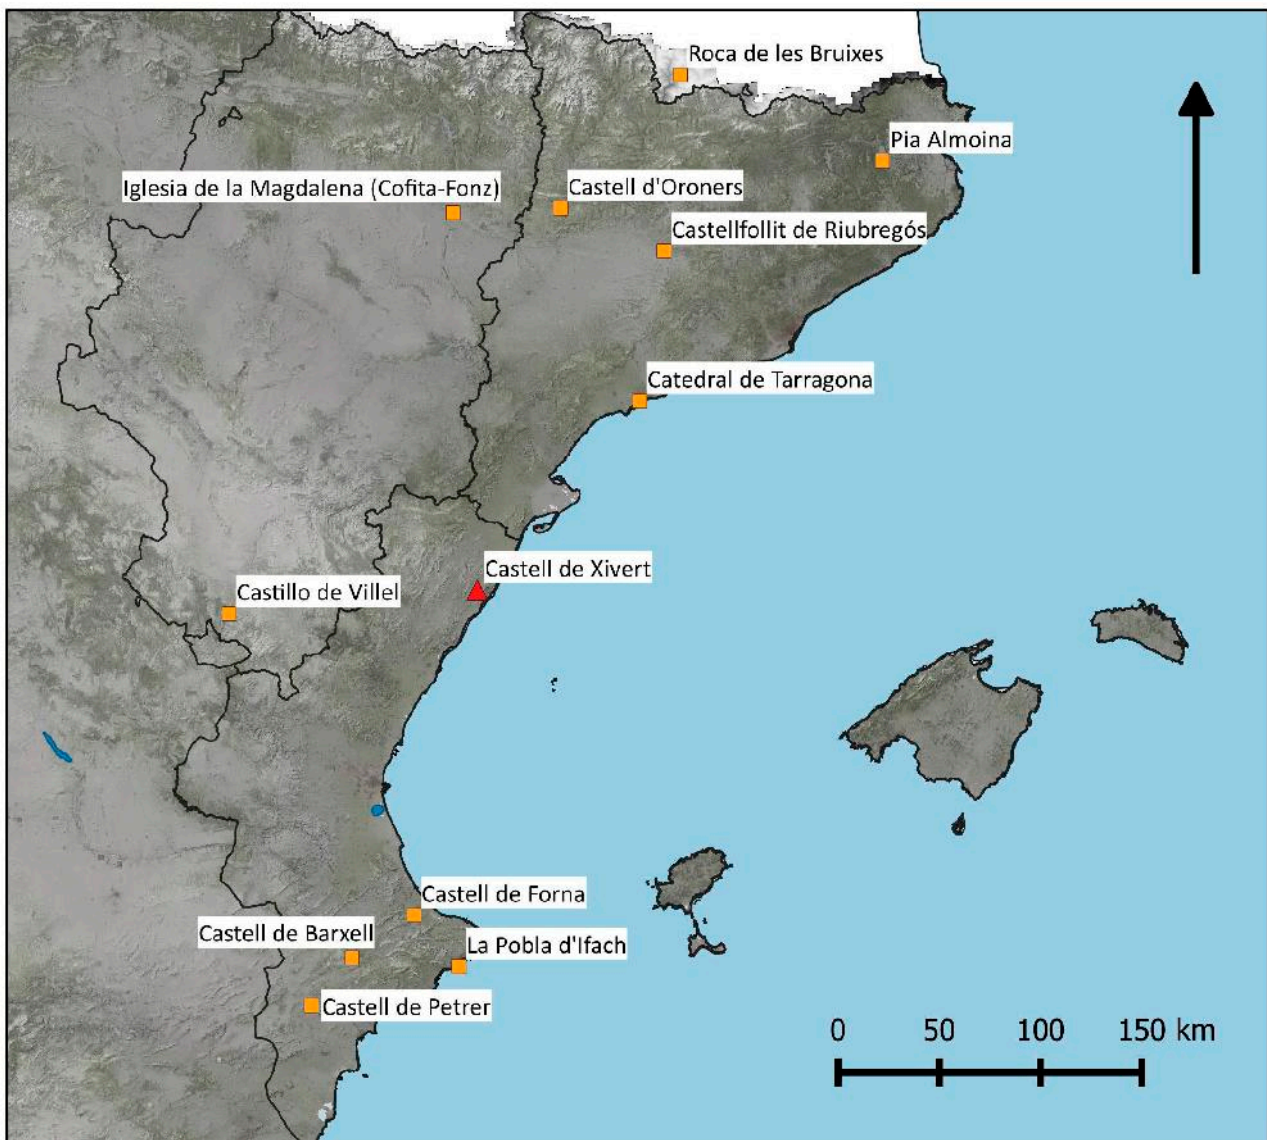 Roca de les Bruixes
Pia Almoina
Iglesia de la Magdalena (Cofita-Fonz)
Castell d'Oroners
Castellfollit de Riubregós
Catedral de Tarragona
Castell de Xivert
Castillo de Villel
Castell de Forna
Castell de Barxell
La Pobla d'Ifach
Castell de Petrer
0 50 100 150 km